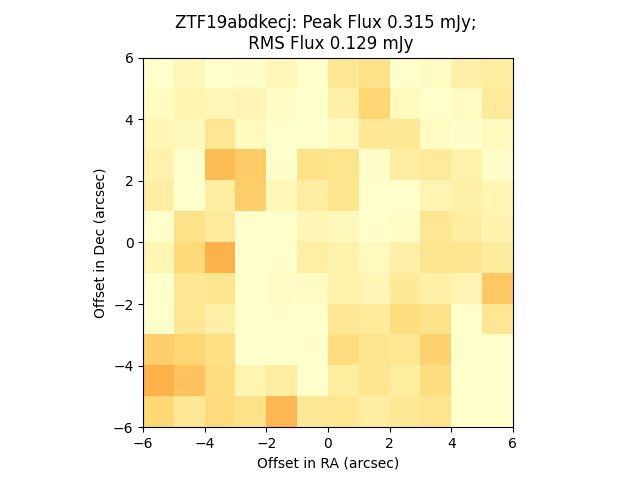 ZTF19abdkecj: Peak Flux 0.315 mJy;
RMS Flux 0.129 mJy
6
4
2
0
−2
−4
−6
Offset in Dec (arcsec)
−6 −4 −2 0 2 4 6
Offset in RA (arcsec)